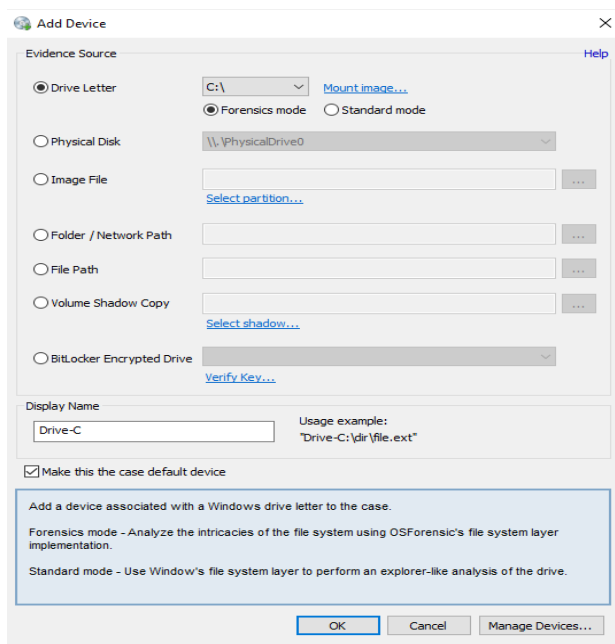 Add Device
Evidence Source
Help
Drive Letter
C:\
Mount image...
Forensics mode
Standard mode
Physical Disk
\\.\PhysicalDrive0
Image File
...
Select partition...
Folder / Network Path
...
File Path
...
Volume Shadow Copy
...
Select shadow...
BitLocker Encrypted Drive
Verify Key...
Display Name
Drive-C
Usage example:
"Drive-C:\dir\file.ext"
Make this the case default device
Add a device associated with a Windows drive letter to the case.
Forensics mode - Analyze the intricacies of the file system using OSForensic's file system layer
implementation.
Standard mode - Use Window's file system layer to perform an explorer-like analysis of the drive.
OK
Cancel
Manage Devices...